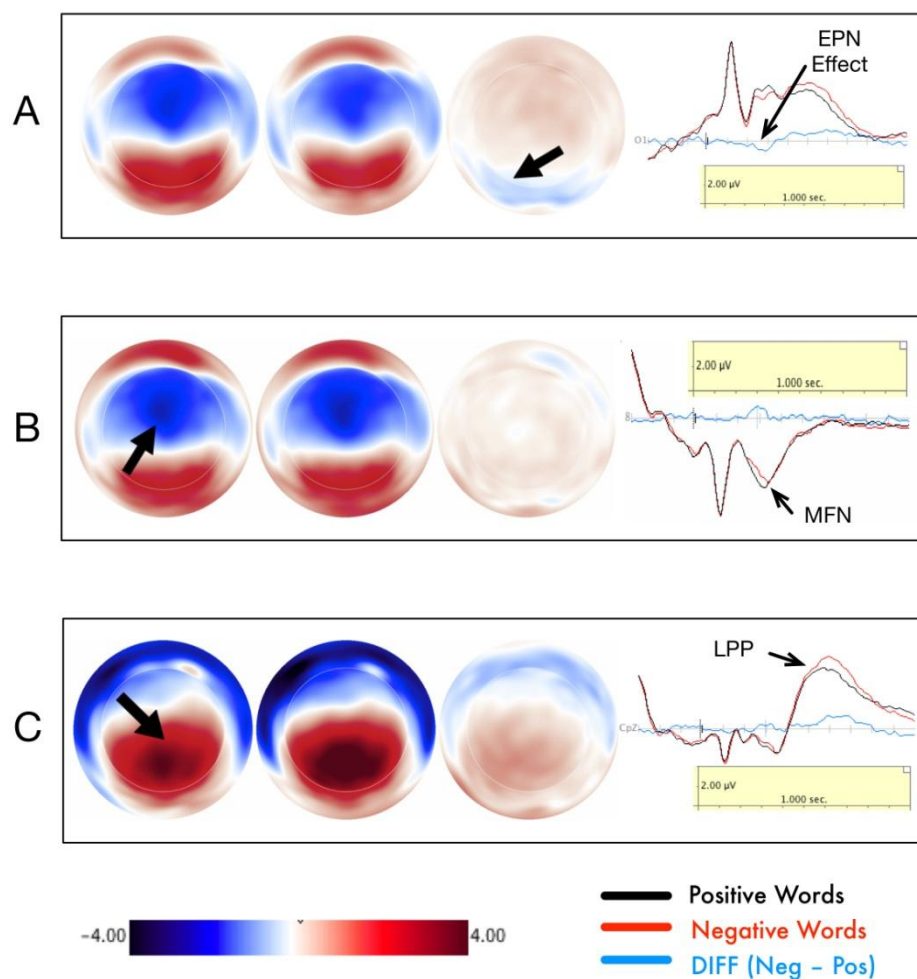 A
EPN
Effect
O1
2.00 µV
1.000 sec.
B
2.00 µV
1.000 sec.
MFN
C
LPP
CpZ
2.00 µV
1.000 sec.
-4.00
4.00
Positive Words
Negative Words
DIFF (Neg – Pos)